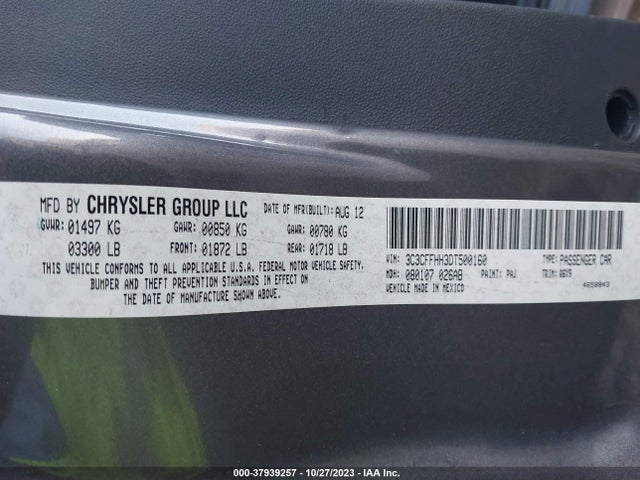 MFD BY CHRYSLER GROUP LLC DATE OF MFR(BUILT): AUG 12
GVWR: 01497 KG GAWR: 00850 KG GAWR: 00780 KG
03300 LB FRONT: 01872 LB REAR: 01718 LB
THIS VEHICLE CONFORMS TO ALL APPLICABLE U.S.A. FEDERAL MOTOR VEHICLE SAFETY,
BUMPER AND THEFT PREVENTION STANDARDS IN EFFECT ON
THE DATE OF MANUFACTURE SHOWN ABOVE.
VIN: 3C3CFFHH3DT500160 TYPE: PASSENGER CAR
MDH: 080107 026AB PAINT: PAJ TRIM: A6X9
VEHICLE MADE IN MEXICO 4658843
000-37939257 - 10/27/2023 - IAA Inc.